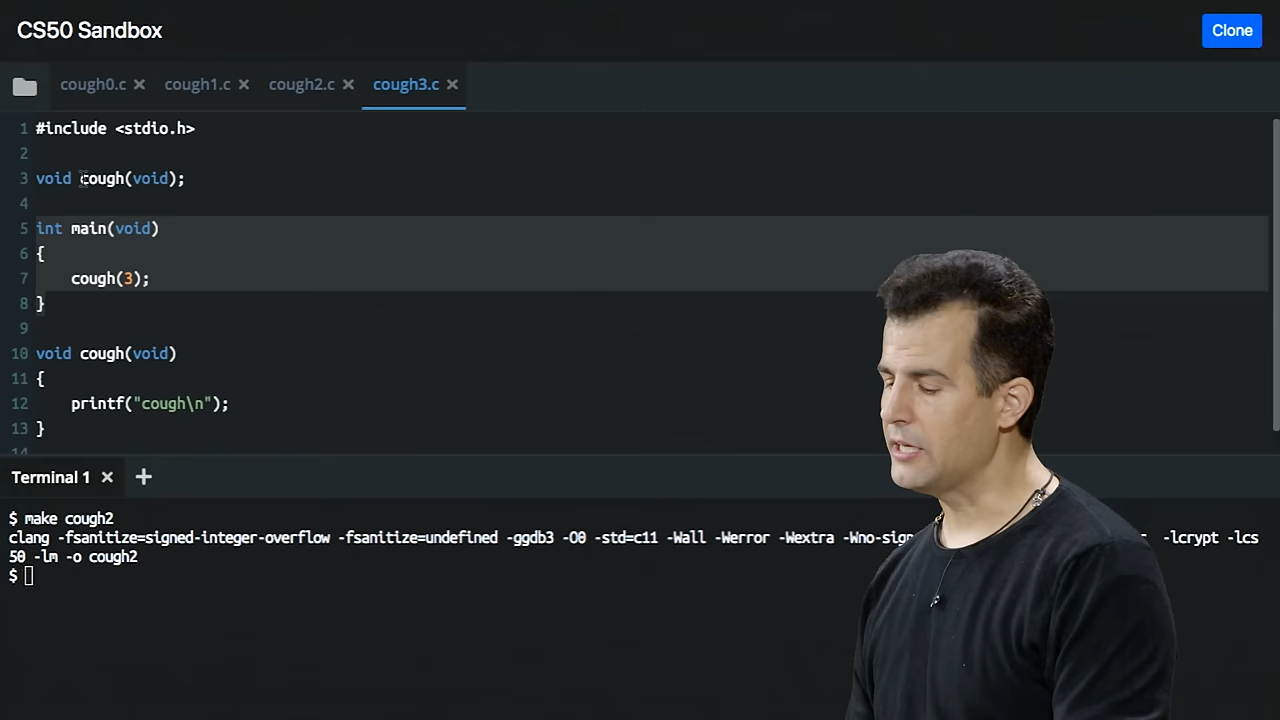 CS50 Sandbox
Clone
cough0.c × cough1.c × cough2.c × cough3.c ×
1 #include <stdio.h>
2
3 void cough(void);
4
5 int main(void)
6 {
7 cough(3);
8 }
9
10 void cough(void)
11 {
12 printf("cough\n");
13 }
14
Terminal 1 × +
$ make cough2
clang -fsanitize=signed-integer-overflow -fsanitize=undefined -ggdb3 -O0 -std=c11 -Wall -Werror -Wextra -Wno-sign -lcrypt -lcs
50 -lm -o cough2
$